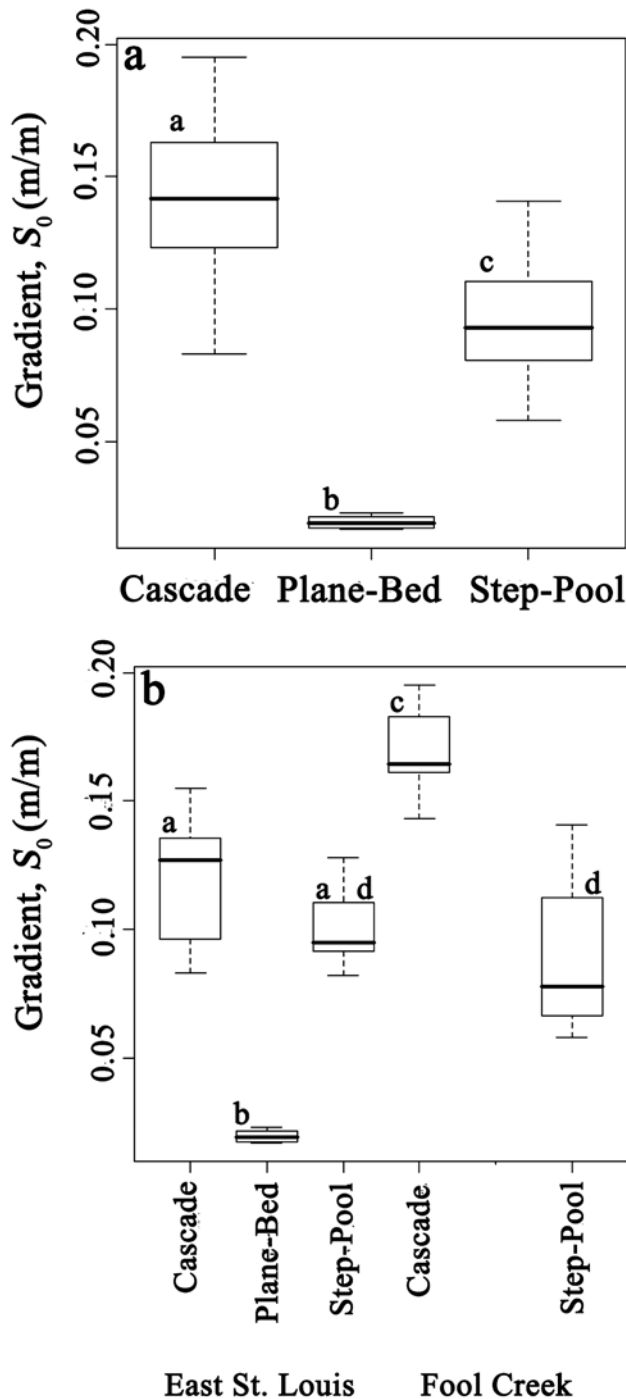 a
Gradient, S0 (m/m)
0.20
0.15
0.10
0.05
a
b
c
Cascade Plane-Bed Step-Pool
b
Gradient, S0 (m/m)
0.20
0.15
0.10
0.05
a
b
a d
c
d
Cascade
Plane-Bed
Step-Pool
Cascade
Step-Pool
East St. Louis Fool Creek